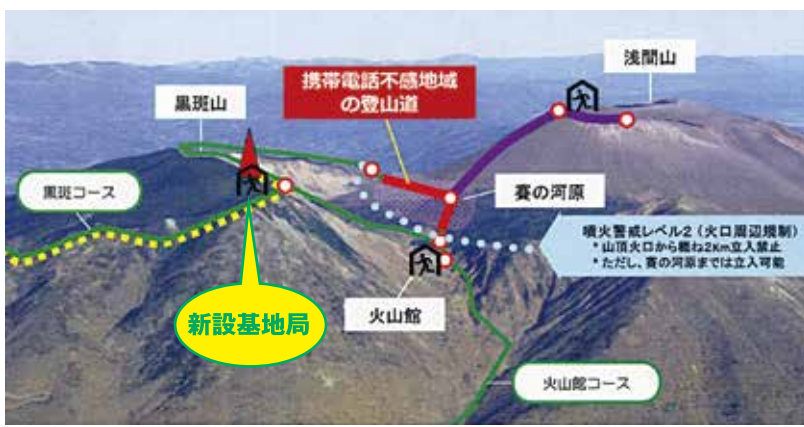 浅間山
携帯電話不感地域
の登山道
黒斑山
黒斑コース
賽の河原
噴火警戒レベル2（火口周辺規制）
*山頂火口から概ね2Km立入禁止
*ただし、賽の河原までは立入可能
新設基地局
火山館
火山館コース